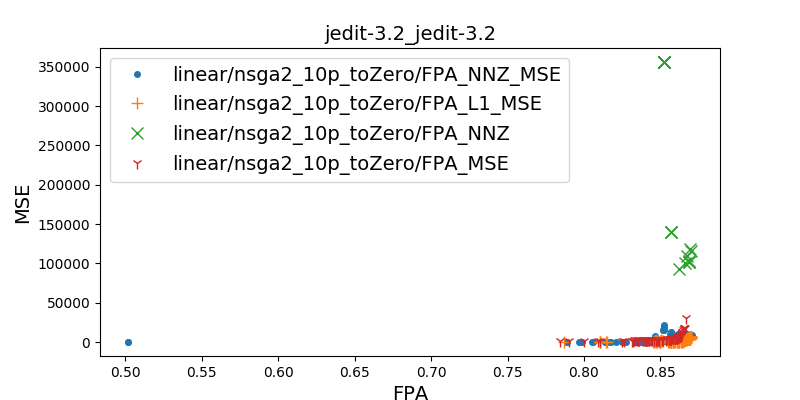 jedit-3.2_jedit-3.2
350000
300000
250000
200000
150000
100000
50000
0
MSE
linear/nsga2_10p_toZero/FPA_NNZ_MSE
linear/nsga2_10p_toZero/FPA_L1_MSE
linear/nsga2_10p_toZero/FPA_NNZ
linear/nsga2_10p_toZero/FPA_MSE
0.50 0.55 0.60 0.65 0.70 0.75 0.80 0.85
FPA